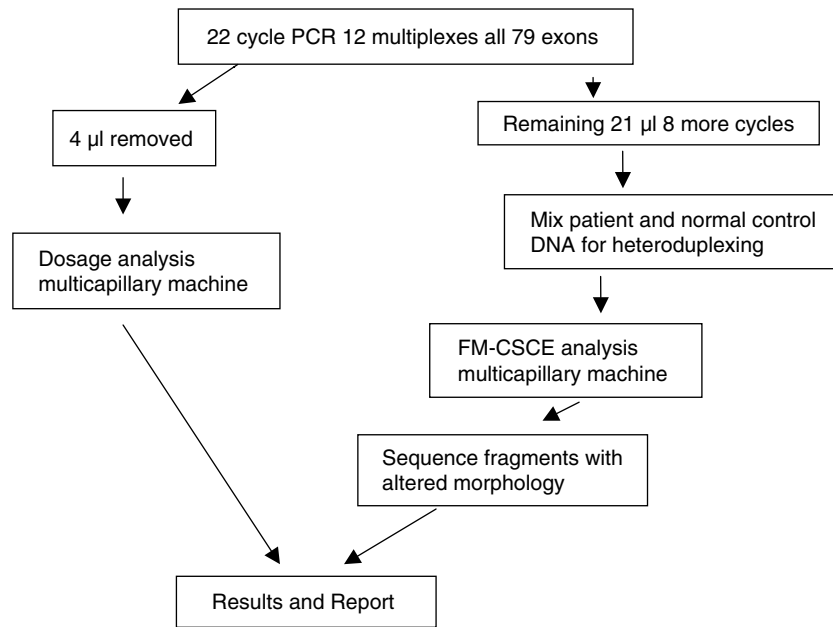 22 cycle PCR 12 multiplexes all 79 exons
4 µl removed
Remaining 21 µl 8 more cycles
Mix patient and normal control
DNA for heteroduplexing
Dosage analysis
multicapillary machine
FM-CSCE analysis
multicapillary machine
Sequence fragments with
altered morphology
Results and Report